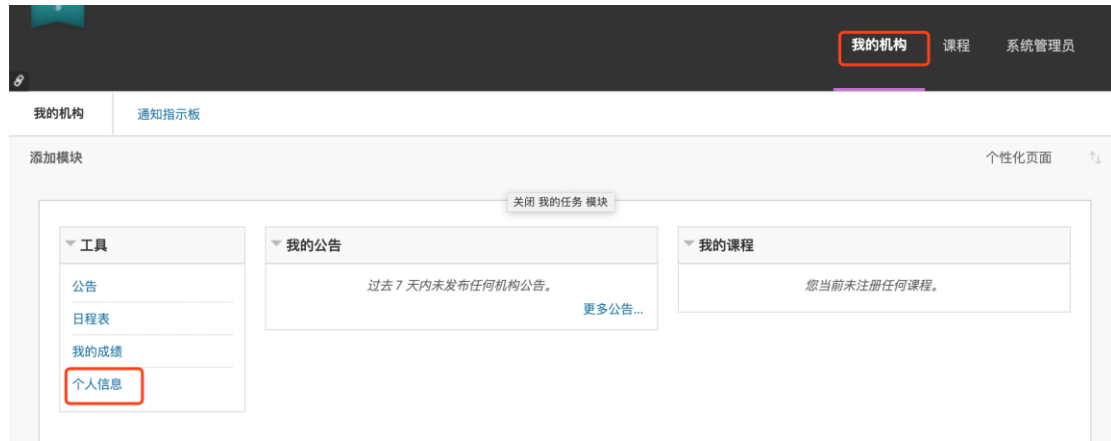 我的机构 课程 系统管理员
我的机构 通知指示板
添加模块 个性化页面
关闭 我的任务 模块
工具 我的公告 我的课程
公告 过去 7 天内未发布任何机构公告。 您当前未注册任何课程。
更多公告...
日程表
我的成绩
个人信息